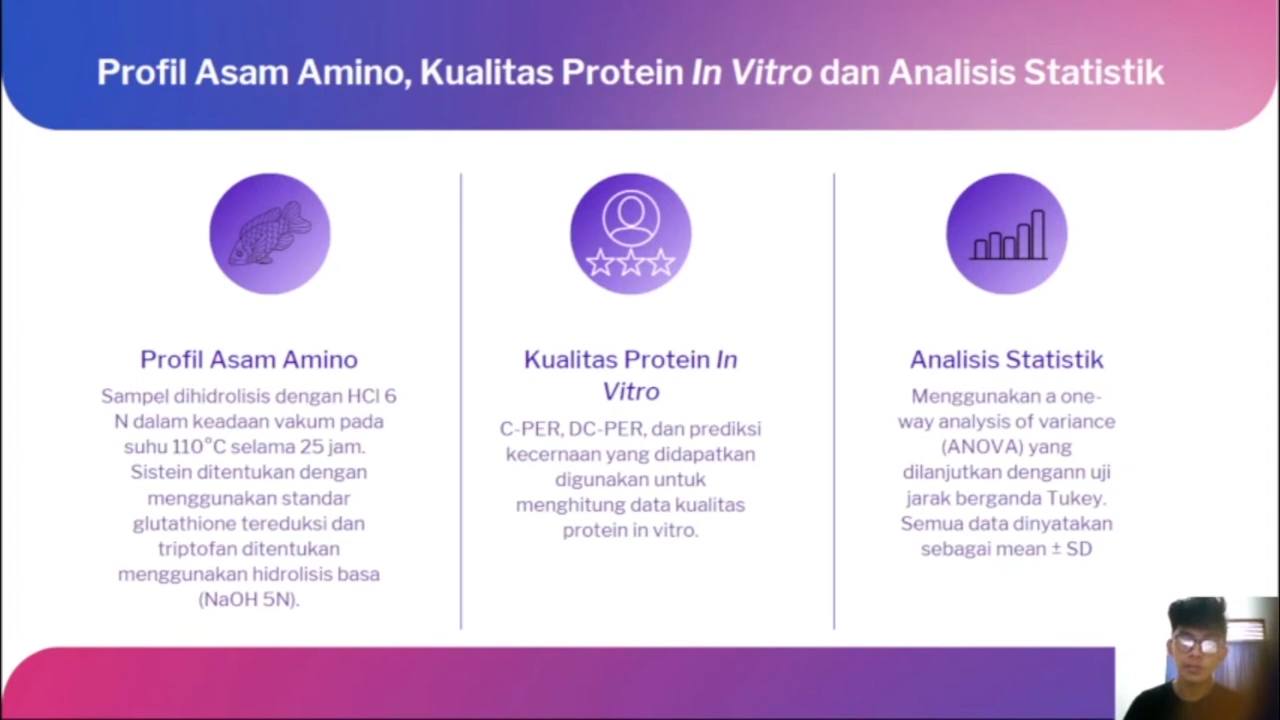 Profil Asam Amino, Kualitas Protein In Vitro dan Analisis Statistik
Profil Asam Amino
Sampel dihidrolisis dengan HCl 6
N dalam keadaan vakum pada
suhu 110°C selama 25 jam.
Sistein ditentukan dengan
menggunakan standar
glutathione tereduksi dan
triptofan ditentukan
menggunakan hidrolisis basa
(NaOH 5N).
Kualitas Protein In
Vitro
C-PER, DC-PER, dan prediksi
kecernaan yang didapatkan
digunakan untuk
menghitung data kualitas
protein in vitro.
Analisis Statistik
Menggunakan a one-
way analysis of variance
(ANOVA) yang
dilanjutkan dengann uji
jarak berganda Tukey.
Semua data dinyatakan
sebagai mean ± SD